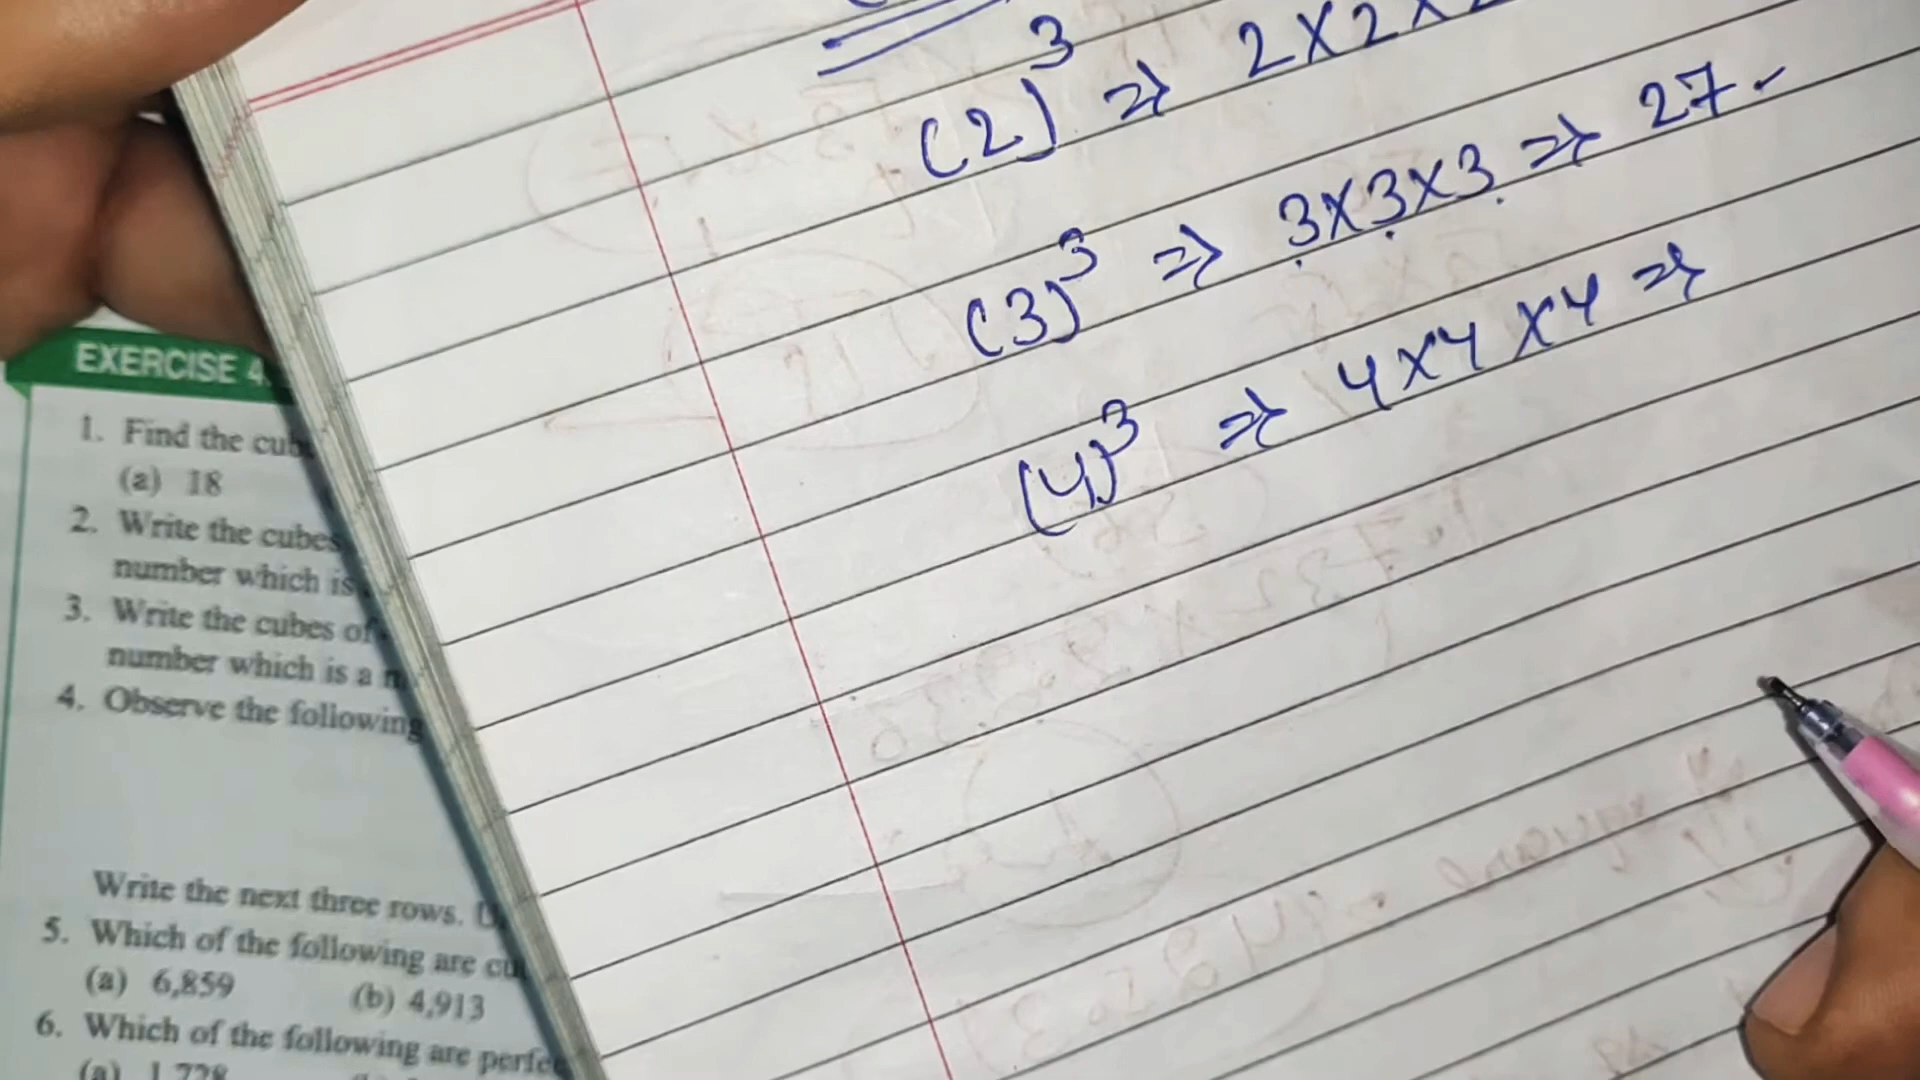 (2)³ ⇒ 2×2×
(3)³ ⇒ 3×3×3 ⇒ 27
(4)³ ⇒ 4×4×4 ⇒
EXERCISE 4.
1. Find the cub
(a) 18
2. Write the cubes
number which is
3. Write the cubes of
number which is a
4. Observe the following
Write the next three rows.
5. Which of the following are cu
(a) 6,859 (b) 4,913
6. Which of the following are perfe
(a) 1,728